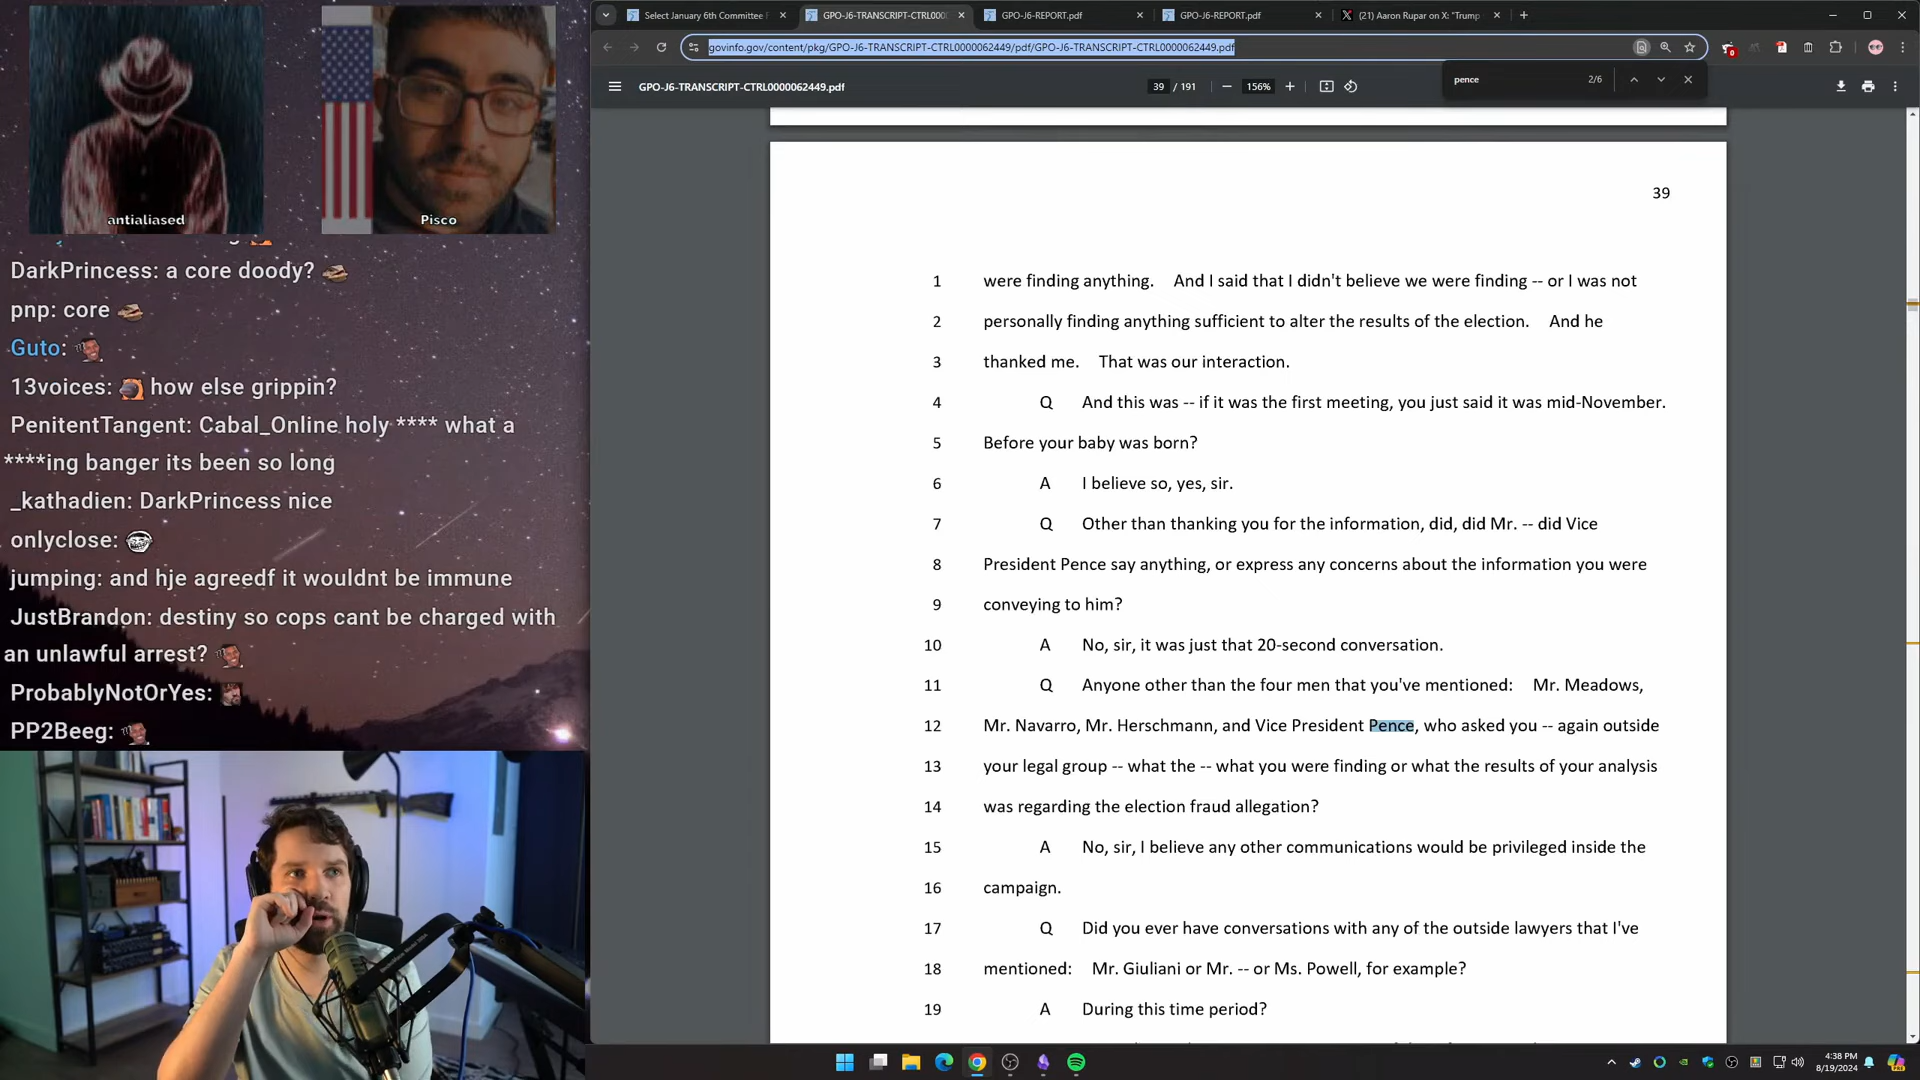 Select January 6th Committee F
GPO-J6-TRANSCRIPT-CTRL0000
GPO-J6-REPORT.pdf
GPO-J6-REPORT.pdf
(21) Aaron Rupar on X: "Trump
govinfo.gov/content/pkg/GPO-J6-TRANSCRIPT-CTRL0000062449/pdf/GPO-J6-TRANSCRIPT-CTRL0000062449.pdf
pence
2/6
GPO-J6-TRANSCRIPT-CTRL0000062449.pdf
39 / 191
156%
antialiased
Pisco
DarkPrincess: a core doody?
pnp: core
Guto:
13voices: how else grippin?
PenitentTangent: Cabal_Online holy **** what a
****ing banger its been so long
_kathadien: DarkPrincess nice
onlyclose:
jumping: and hje agreedf it wouldnt be immune
JustBrandon: destiny so cops cant be charged with
an unlawful arrest?
ProbablyNotOrYes:
PP2Beeg:
39
1 were finding anything. And I said that I didn't believe we were finding -- or I was not
2 personally finding anything sufficient to alter the results of the election. And he
3 thanked me. That was our interaction.
4 Q And this was -- if it was the first meeting, you just said it was mid-November.
5 Before your baby was born?
6 A I believe so, yes, sir.
7 Q Other than thanking you for the information, did, did Mr. -- did Vice
8 President Pence say anything, or express any concerns about the information you were
9 conveying to him?
10 A No, sir, it was just that 20-second conversation.
11 Q Anyone other than the four men that you've mentioned: Mr. Meadows,
12 Mr. Navarro, Mr. Herschmann, and Vice President Pence, who asked you -- again outside
13 your legal group -- what the -- what you were finding or what the results of your analysis
14 was regarding the election fraud allegation?
15 A No, sir, I believe any other communications would be privileged inside the
16 campaign.
17 Q Did you ever have conversations with any of the outside lawyers that I've
18 mentioned: Mr. Giuliani or Mr. -- or Ms. Powell, for example?
19 A During this time period?
4:38 PM
8/19/2024